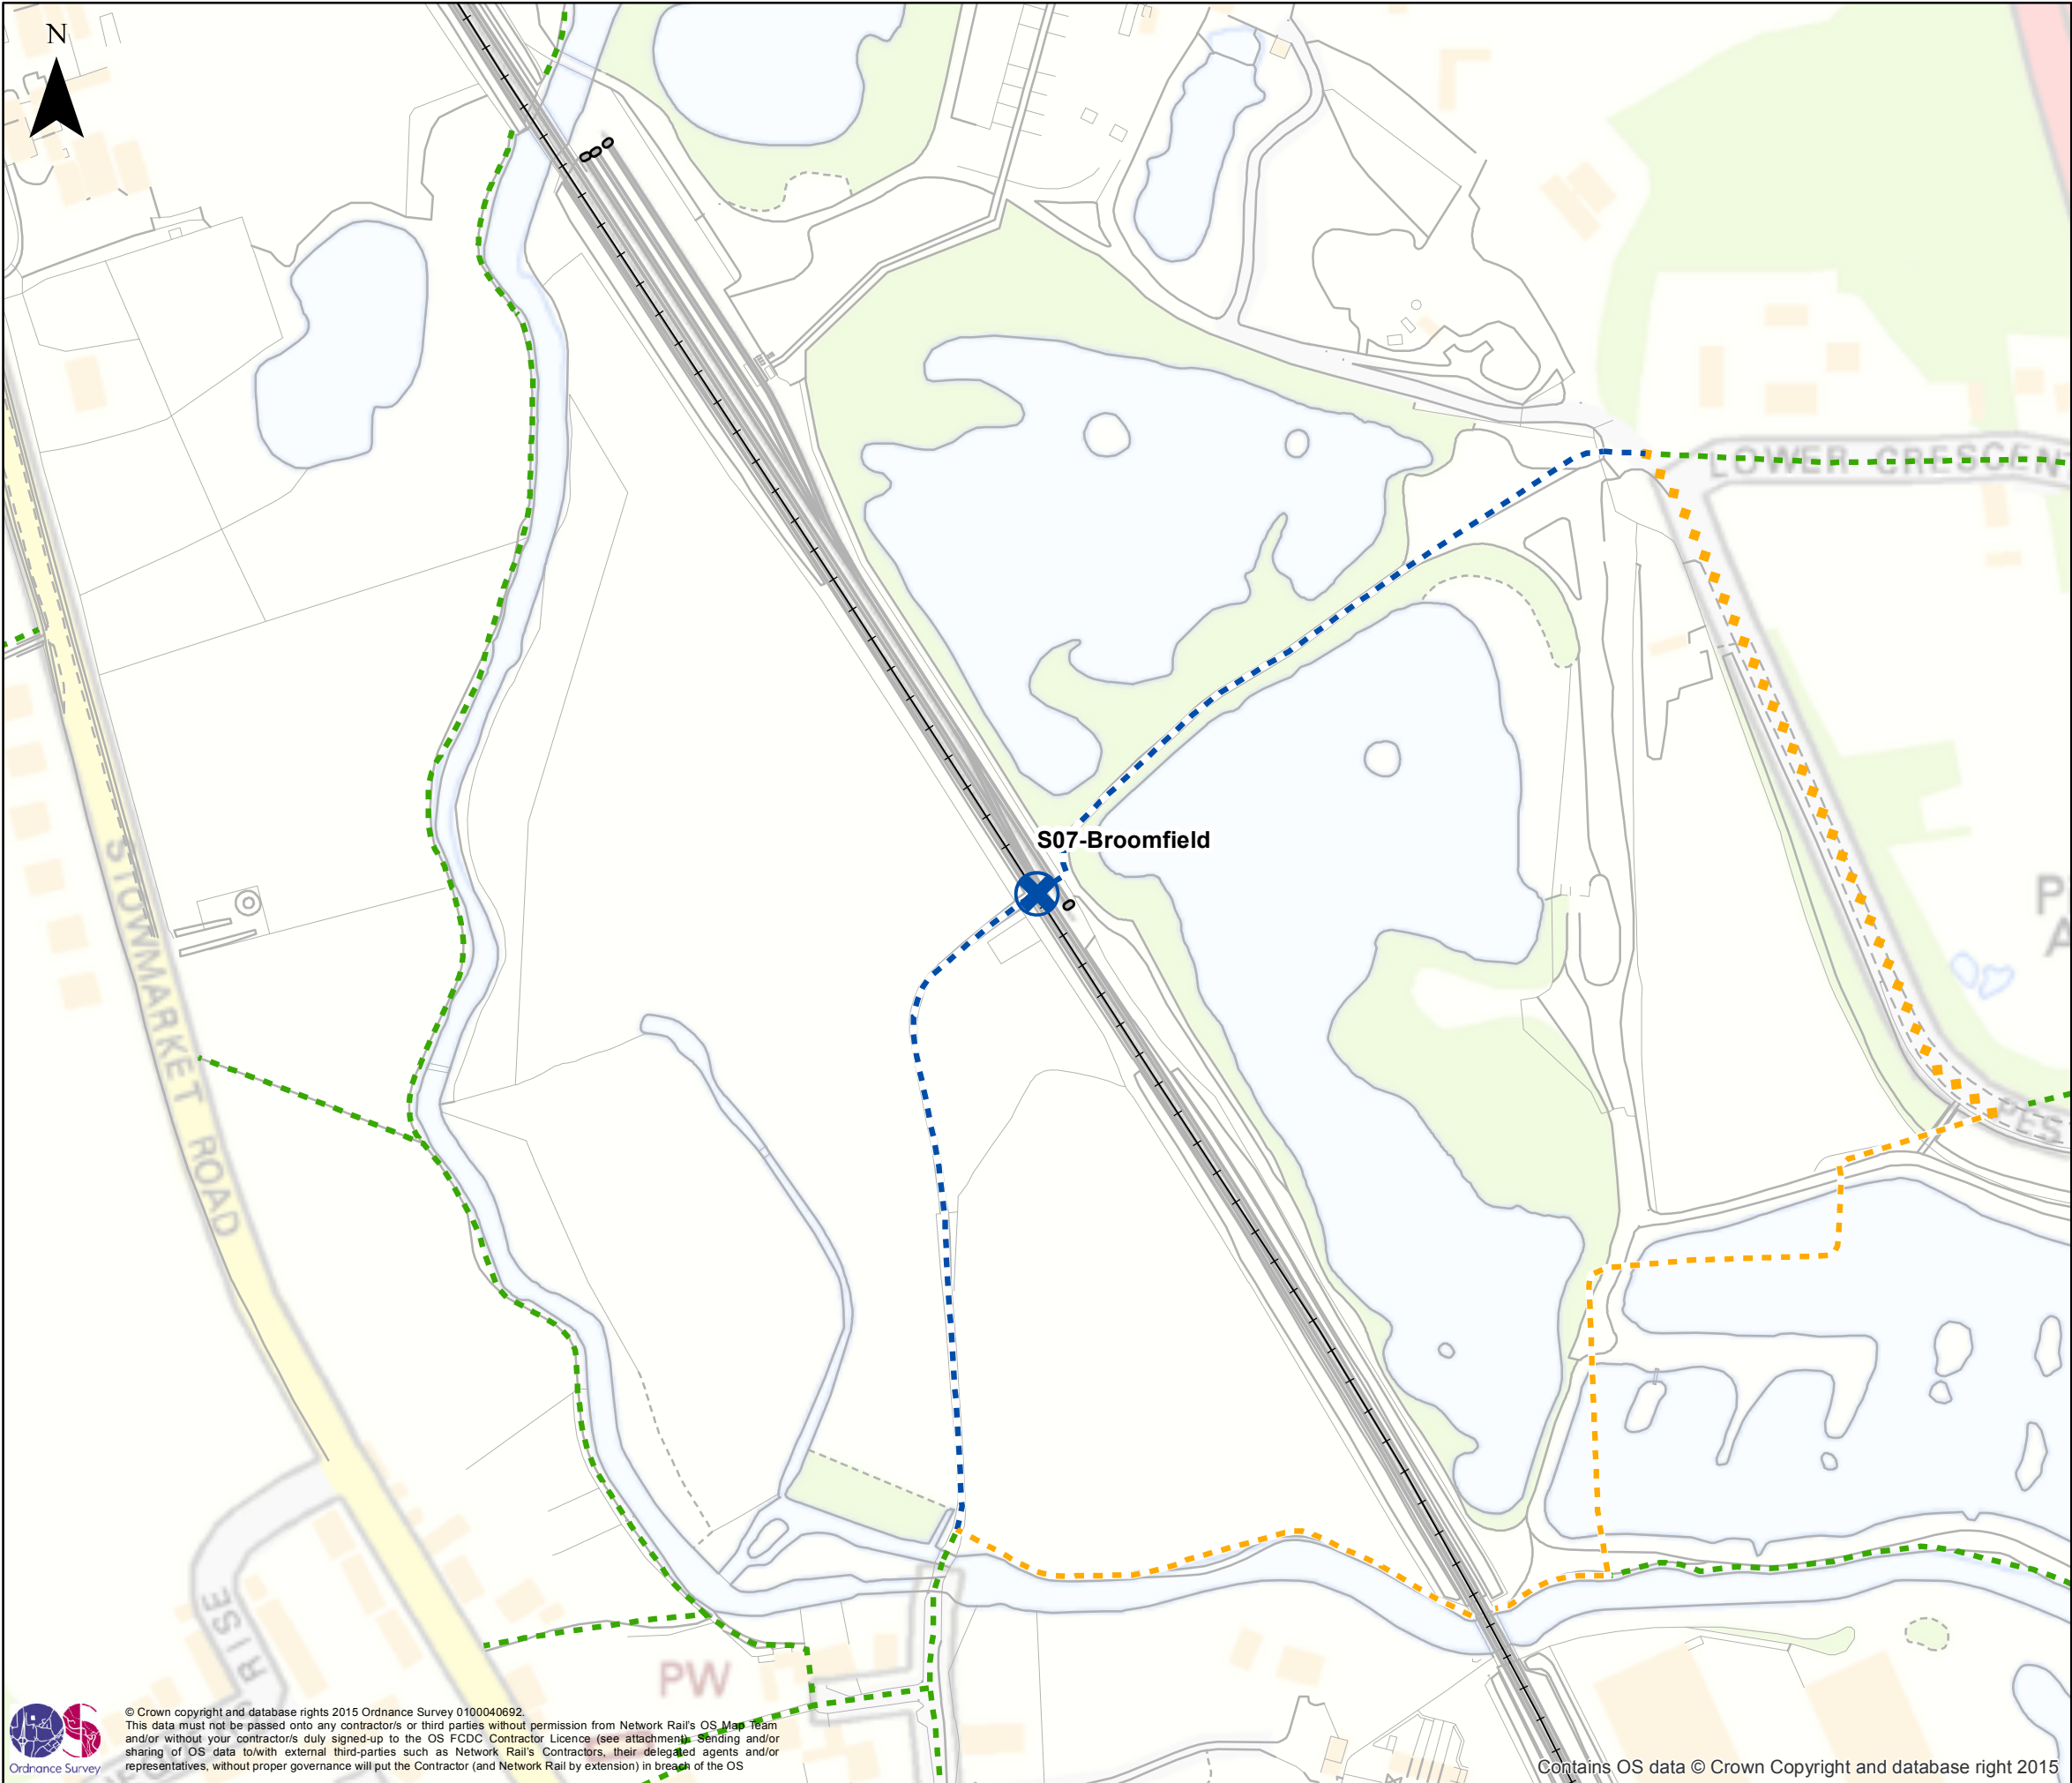 N
LOWER CRESCENT
S07-Broomfield
STOWMARKET ROAD
PW
RISE
© Crown copyright and database rights 2015 Ordnance Survey 0100040692.
This data must not be passed onto any contractor/s or third parties without permission from Network Rail's OS Map Team
and/or without your contractor/s duly signed-up to the OS FCDC Contractor Licence (see attachment). Sending and/or
sharing of OS data to/with external third-parties such as Network Rail's Contractors, their delegated agents and/or
representatives, without proper governance will put the Contractor (and Network Rail by extension) in breach of the OS
OS
Ordnance Survey
Contains OS data © Crown Copyright and database right 2015